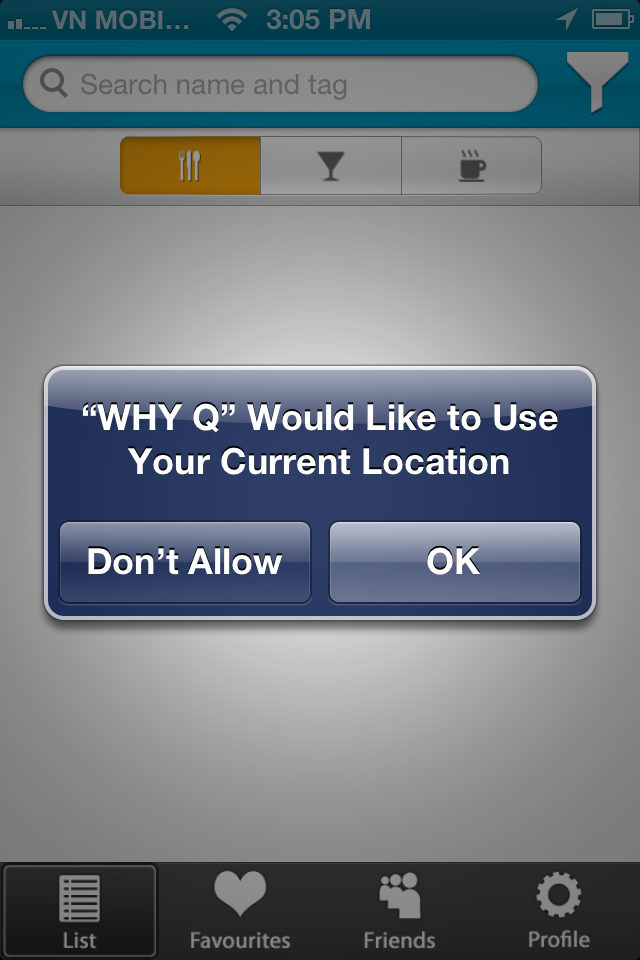 VN MOBI... 3:05 PM
Search name and tag
“WHY Q” Would Like to Use
Your Current Location
Don’t Allow OK
List Favourites Friends Profile